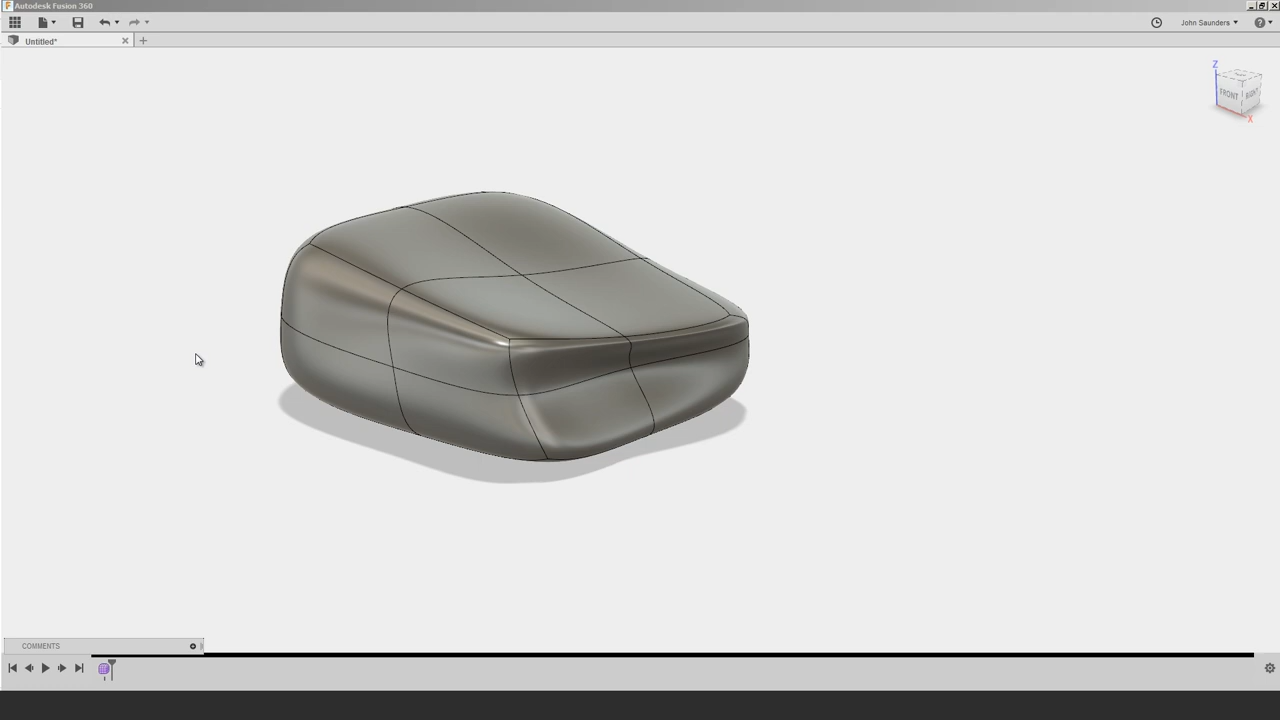 Autodesk Fusion 360
John Saunders
Untitled*
Z
FRONT
RIGHT
X
COMMENTS